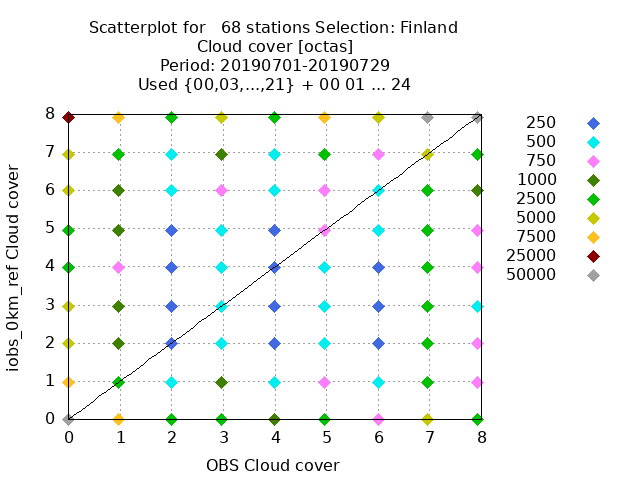 Scatterplot for   68 stations Selection: Finland
Cloud cover [octas]
Period: 20190701-20190729
Used {00,03,...,21} + 00 01 ... 24
8
7
6
5
4
3
2
1
0
iobs_0km_ref Cloud cover
0 1 2 3 4 5 6 7 8
OBS Cloud cover
250
500
750
1000
2500
5000
7500
25000
50000